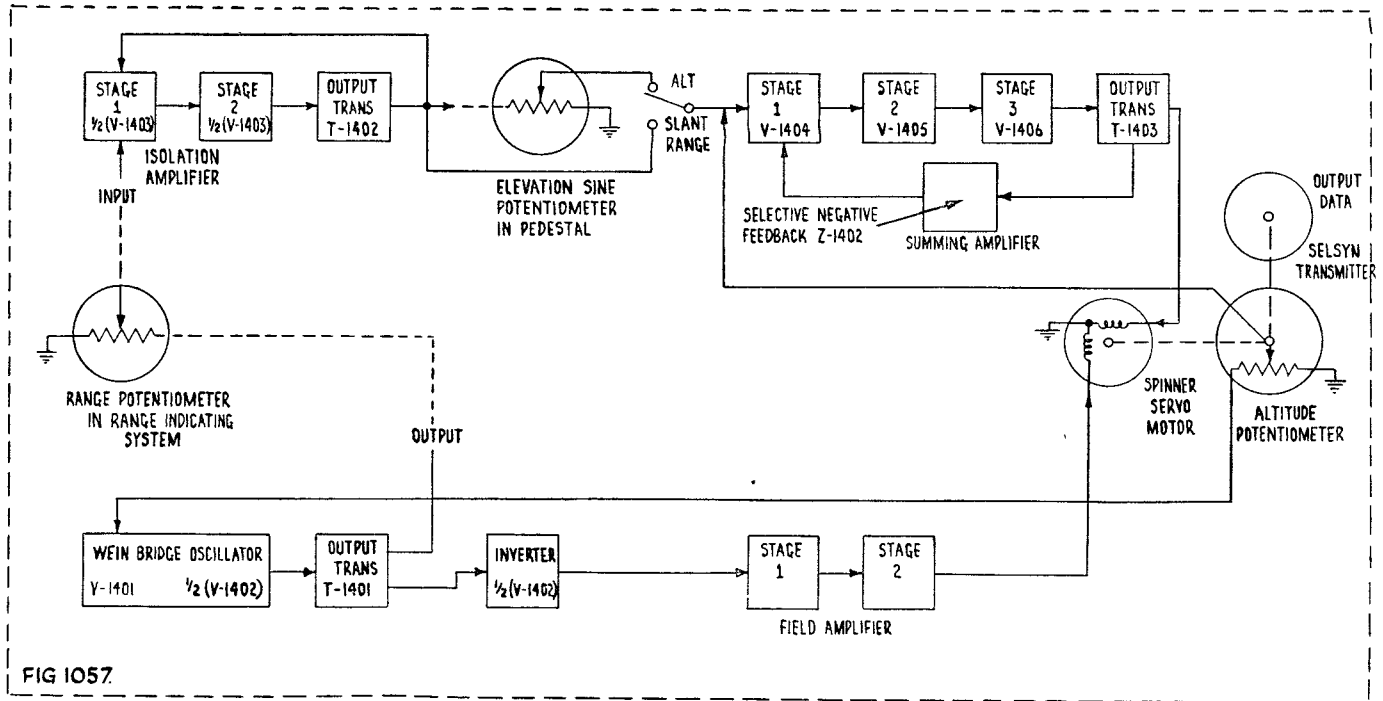 STAGE
1
½(V-1403)
STAGE
2
½(V-1403)
OUTPUT
TRANS
T-1402
ISOLATION
AMPLIFIER
INPUT
ELEVATION SINE
POTENTIOMETER
IN PEDESTAL
ALT
SLANT
RANGE
STAGE
1
V-1404
STAGE
2
V-1405
STAGE
3
V-1406
OUTPUT
TRANS
T-1403
SELECTIVE NEGATIVE
FEEDBACK Z-1402
SUMMING AMPLIFIER
OUTPUT
DATA
SELSYN
TRANSMITTER
RANGE POTENTIOMETER
IN RANGE INDICATING
SYSTEM
OUTPUT
SPINNER
SERVO
MOTOR
ALTITUDE
POTENTIOMETER
WEIN BRIDGE OSCILLATOR
V-1401 ½(V-1402)
OUTPUT
TRANS
T-1401
INVERTER
½(V-1402)
STAGE
1
STAGE
2
FIELD AMPLIFIER
FIG 1057.